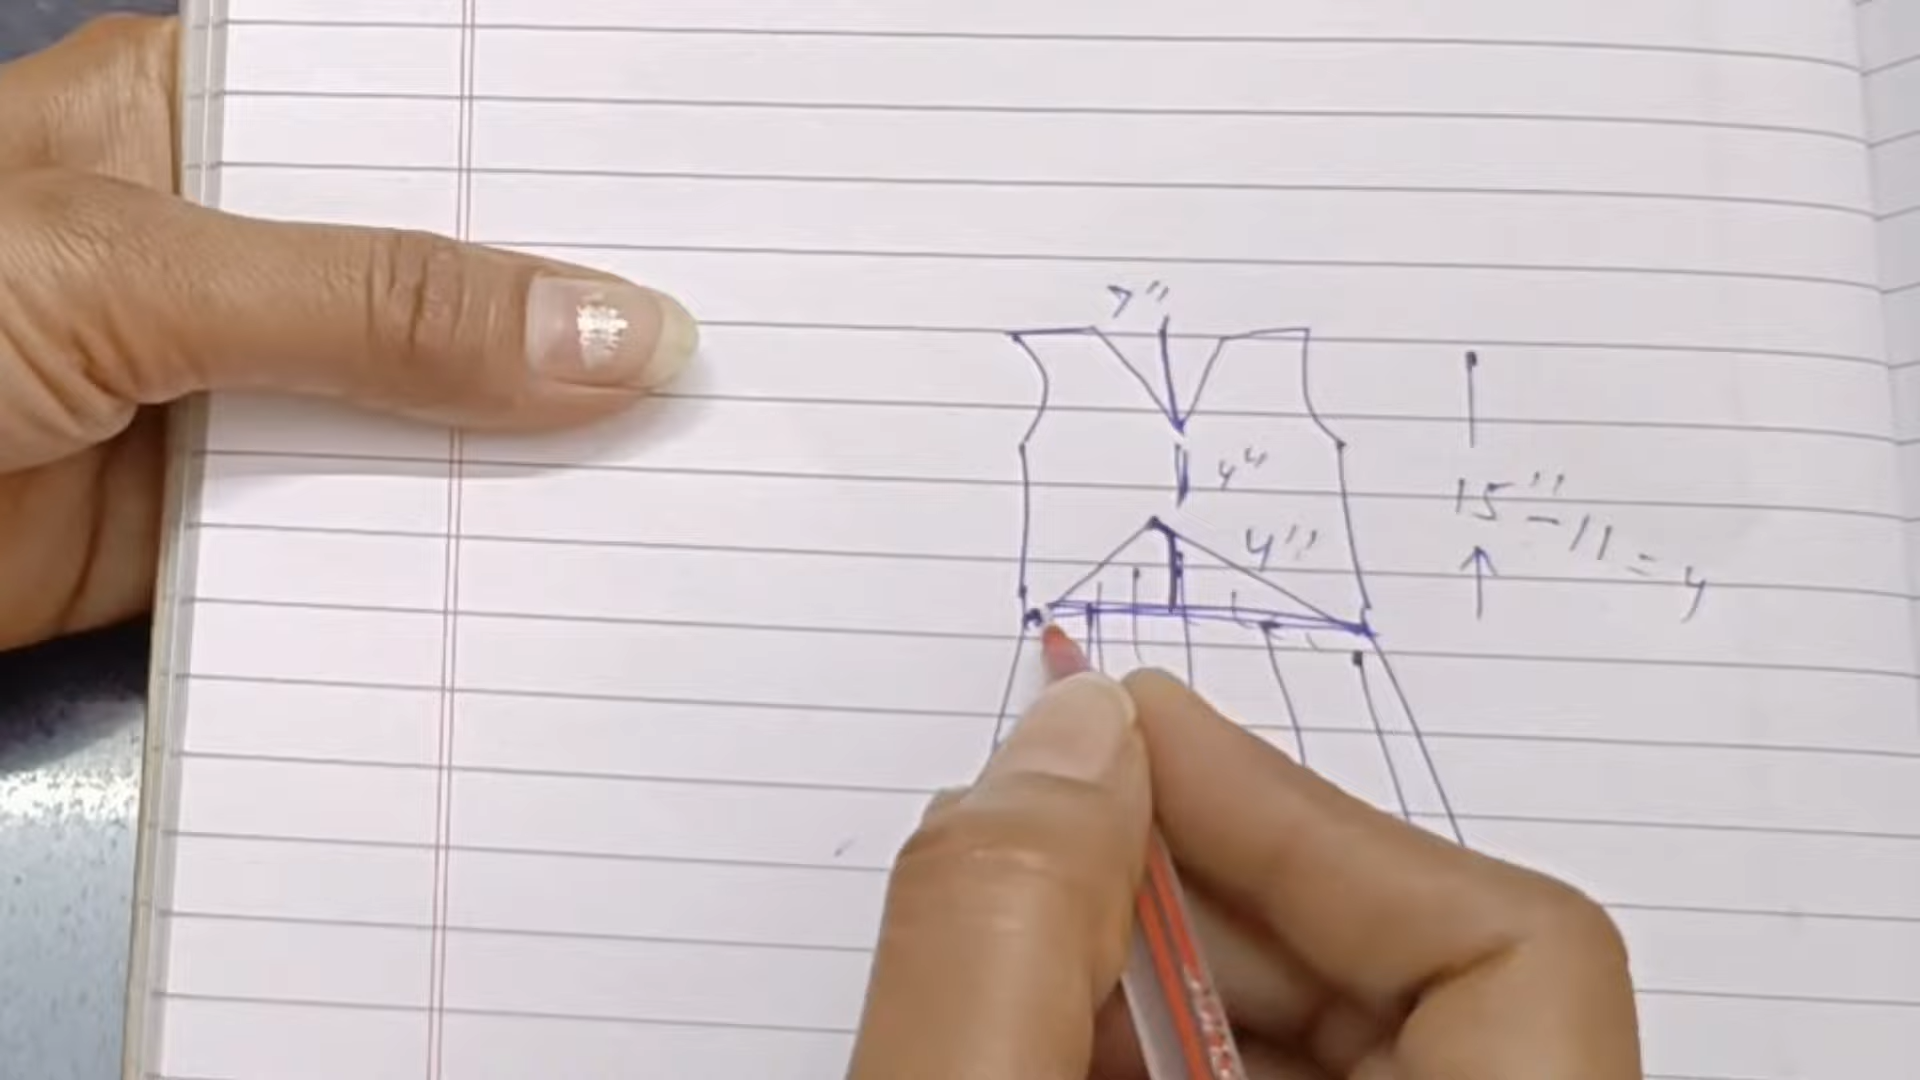 7"
4"
4"
15" - 11 = 4